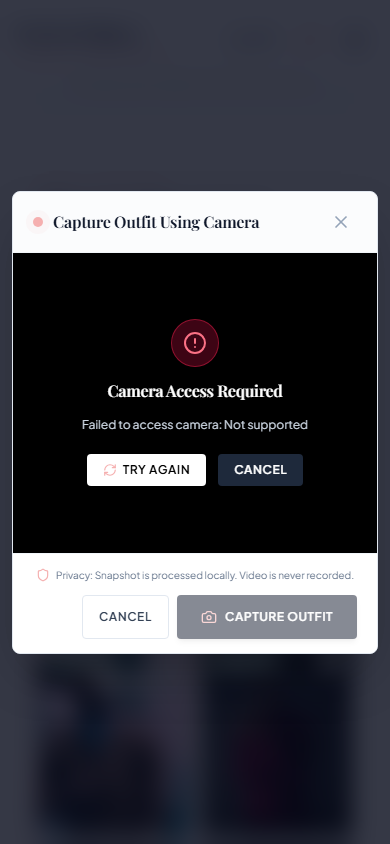 Capture Outfit Using Camera
Camera Access Required
Failed to access camera: Not supported
TRY AGAIN
CANCEL
Privacy: Snapshot is processed locally. Video is never recorded.
CANCEL
CAPTURE OUTFIT